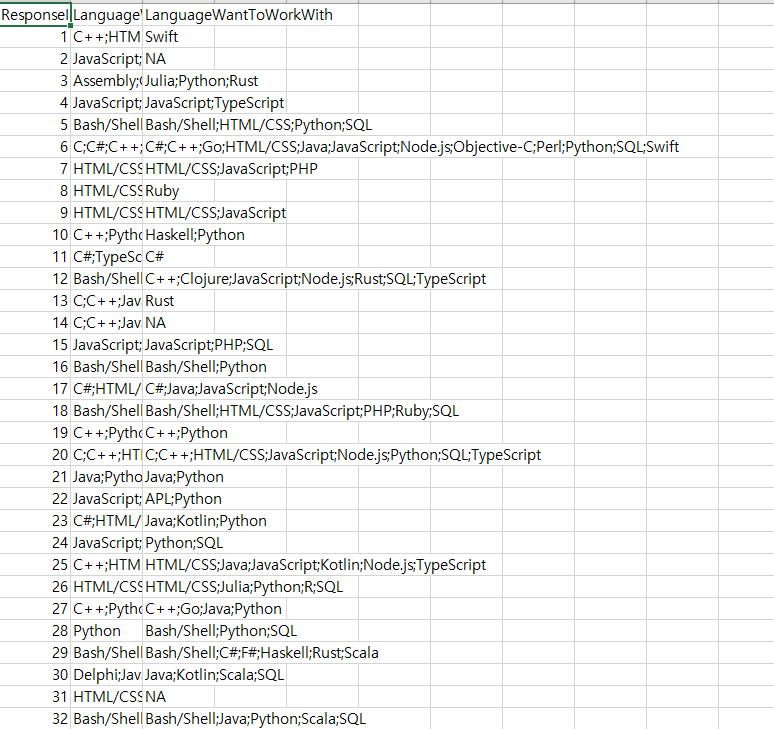 ResponseI Language LanguageWantToWorkWith
1 C++;HTM Swift
2 JavaScript; NA
3 Assembly; Julia;Python;Rust
4 JavaScript; JavaScript;TypeScript
5 Bash/Shell Bash/Shell;HTML/CSS;Python;SQL
6 C;C#;C++; C#;C++;Go;HTML/CSS;Java;JavaScript;Node.js;Objective-C;Perl;Python;SQL;Swift
7 HTML/CSS HTML/CSS;JavaScript;PHP
8 HTML/CSS Ruby
9 HTML/CSS HTML/CSS;JavaScript
10 C++;Pytho Haskell;Python
11 C#;TypeSc C#
12 Bash/Shell C++;Clojure;JavaScript;Node.js;Rust;SQL;TypeScript
13 C;C++;Jav Rust
14 C;C++;Jav NA
15 JavaScript; JavaScript;PHP;SQL
16 Bash/Shell Bash/Shell;Python
17 C#;HTML/ C#;Java;JavaScript;Node.js
18 Bash/Shell Bash/Shell;HTML/CSS;JavaScript;PHP;Ruby;SQL
19 C++;Pytho C++;Python
20 C;C++;HTI C;C++;HTML/CSS;JavaScript;Node.js;Python;SQL;TypeScript
21 Java;Pytho Java;Python
22 JavaScript; APL;Python
23 C#;HTML/ Java;Kotlin;Python
24 JavaScript; Python;SQL
25 C++;HTM HTML/CSS;Java;JavaScript;Kotlin;Node.js;TypeScript
26 HTML/CSS HTML/CSS;Julia;Python;R;SQL
27 C++;Pytho C++;Go;Java;Python
28 Python Bash/Shell;Python;SQL
29 Bash/Shell Bash/Shell;C#;F#;Haskell;Rust;Scala
30 Delphi;Jav Java;Kotlin;Scala;SQL
31 HTML/CSS NA
32 Bash/Shell Bash/Shell;Java;Python;Scala;SQL